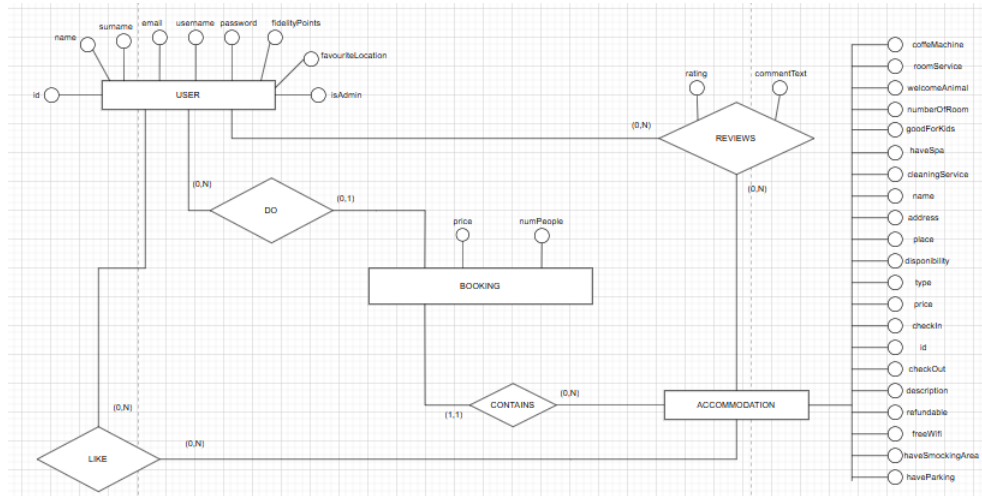 surname
email
username
password
fidelityPoints
name
favouriteLocation
id
USER
isAdmin
rating
commentText
(0,N)
REVIEWS
(0,N)
(0,N)
(0,1)
DO
price
numPeople
BOOKING
(0,N)
(1,1)
CONTAINS
ACCOMMODATION
(0,N)
(0,N)
LIKE
coffeMachine
roomService
welcomeAnimal
numberOfRoom
goodForKids
haveSpa
cleaningService
name
address
place
disponibility
type
price
checkIn
id
checkOut
description
refundable
freeWifi
haveSmockingArea
haveParking